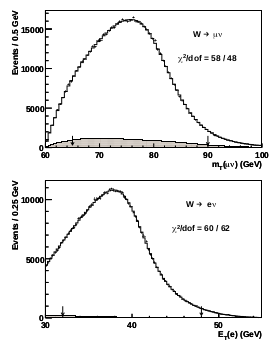 Events / 0.5 GeV
15000
10000
5000
0
W → μν
χ²/dof = 58 / 48
60 70 80 90 100
m_T(μν) (GeV)
Events / 0.25 GeV
10000
5000
0
W → eν
χ²/dof = 60 / 62
30 40 50
E_T(e) (GeV)